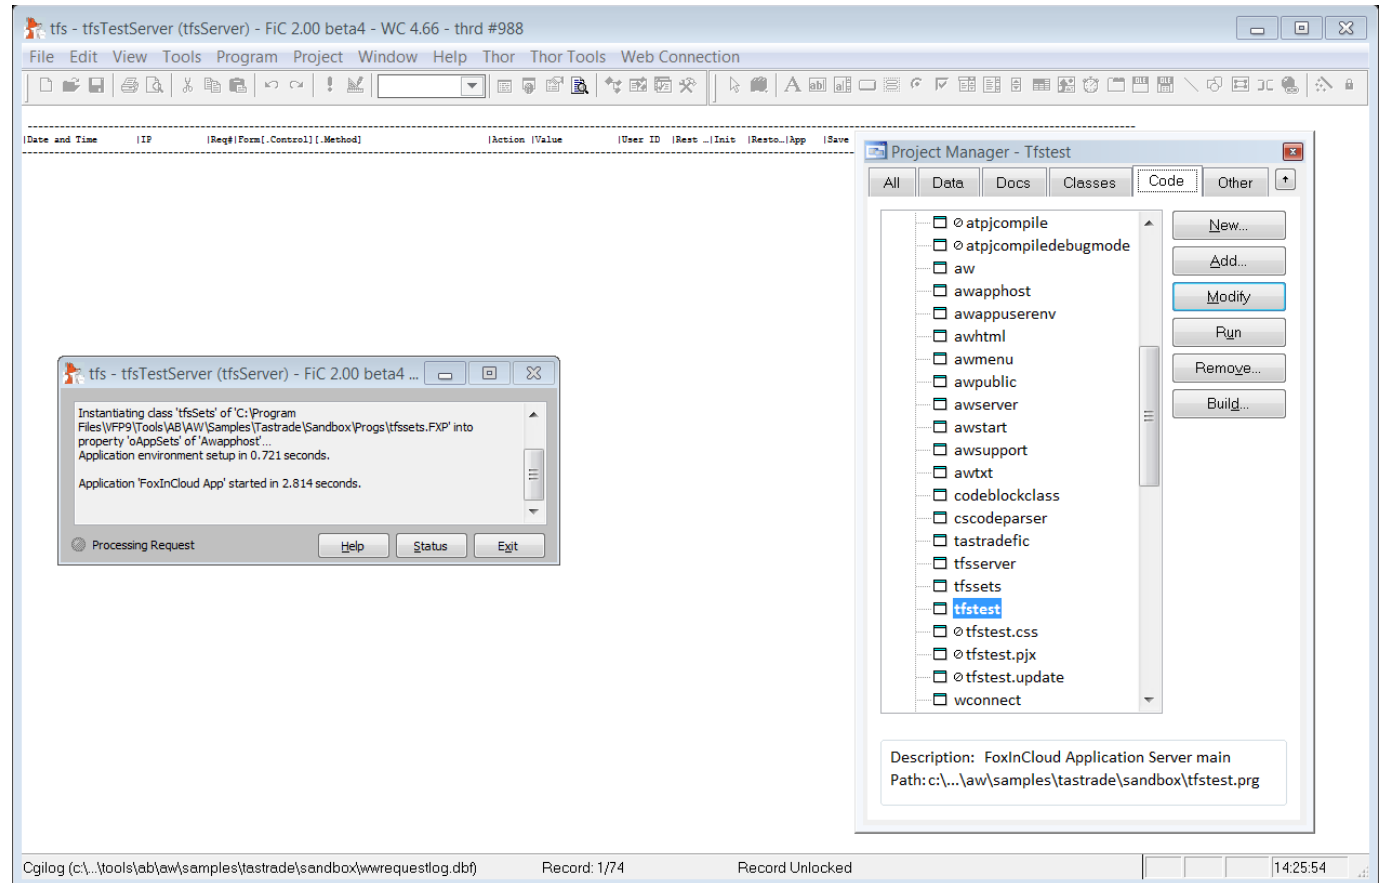 tfs - tfsTestServer (tfsServer) - FiC 2.00 beta4 - WC 4.66 - thrd #988
File Edit View Tools Program Project Window Help Thor Thor Tools Web Connection
|Date and Time |IP |Req#|Form[.Control][.Method] |Action |Value |User ID |Rest …|Init |Resto…|App |Save
Project Manager - Tfstest
All Data Docs Classes Code Other
atpjcompile
atpjcompiledebugmode
aw
awapphost
awappuserenv
awhtml
awmenu
awpublic
awserver
awstart
awsupport
awtxt
codeblockclass
cscodeparser
tastradefic
tfsserver
tfssets
tfstest
tfstest.css
tfstest.pjx
tfstest.update
wconnect
New...
Add...
Modify
Run
Remove...
Build...
Description: FoxInCloud Application Server main
Path: c:\...\aw\samples\tastrade\sandbox\tfstest.prg
tfs - tfsTestServer (tfsServer) - FiC 2.00 beta4 ...
Instantiating class 'tfsSets' of 'C:\Program
Files\VFP9\Tools\AB\AW\Samples\Tastrade\Sandbox\Progs\tfssets.FXP' into
property 'oAppSets' of 'Awapphost'...
Application environment setup in 0.721 seconds.
Application 'FoxInCloud App' started in 2.814 seconds.
Processing Request Help Status Exit
Cgilog (c:\...\tools\ab\aw\samples\tastrade\sandbox\wwrequestlog.dbf) Record: 1/74 Record Unlocked 14:25:54